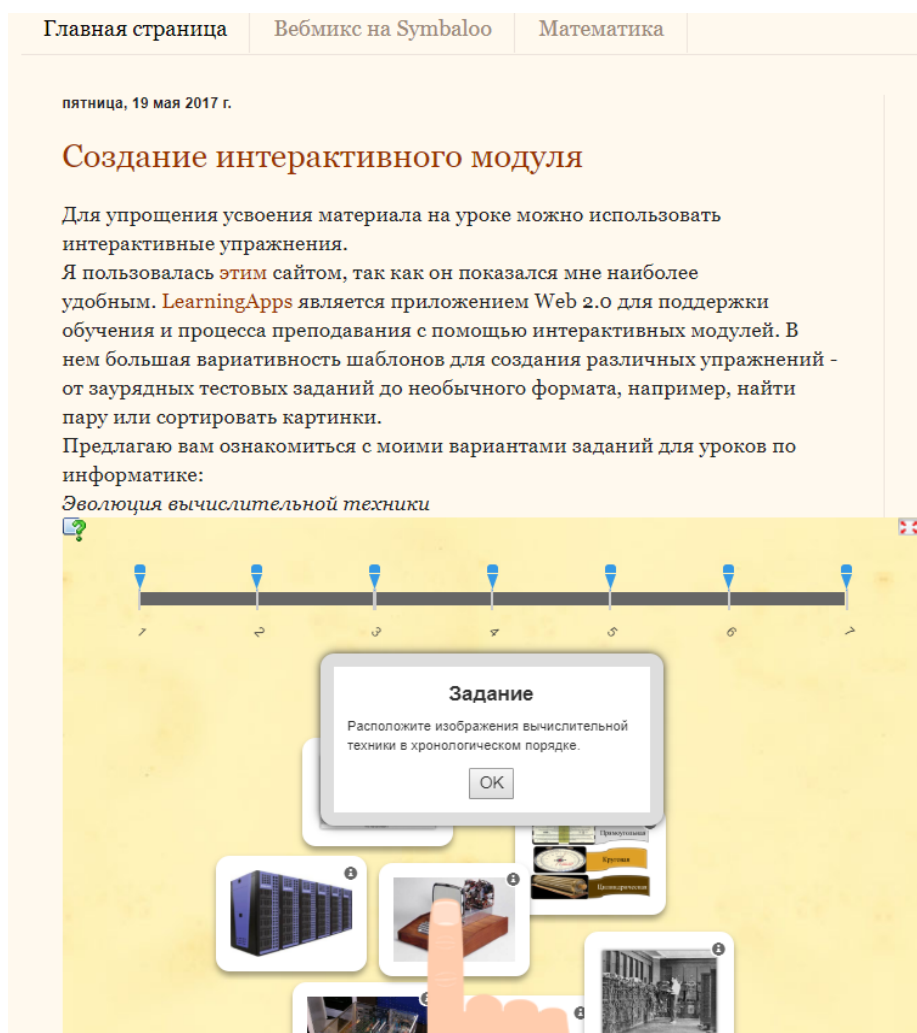 Главная страница
Вебмикс на Symbaloo
Математика
пятница, 19 мая 2017 г.
Создание интерактивного модуля
Для упрощения усвоения материала на уроке можно использовать
интерактивные упражнения.
Я пользовалась этим сайтом, так как он показался мне наиболее
удобным. LearningApps является приложением Web 2.0 для поддержки
обучения и процесса преподавания с помощью интерактивных модулей. В
нем большая вариативность шаблонов для создания различных упражнений -
от заурядных тестовых заданий до необычного формата, например, найти
пару или сортировать картинки.
Предлагаю вам ознакомиться с моими вариантами заданий для уроков по
информатике:
Эволюция вычислительной техники
1 2 3 4 5 6 7
Задание
Расположите изображения вычислительной
техники в хронологическом порядке.
OK
Прямоугольная
Круговая
Цилиндрическая